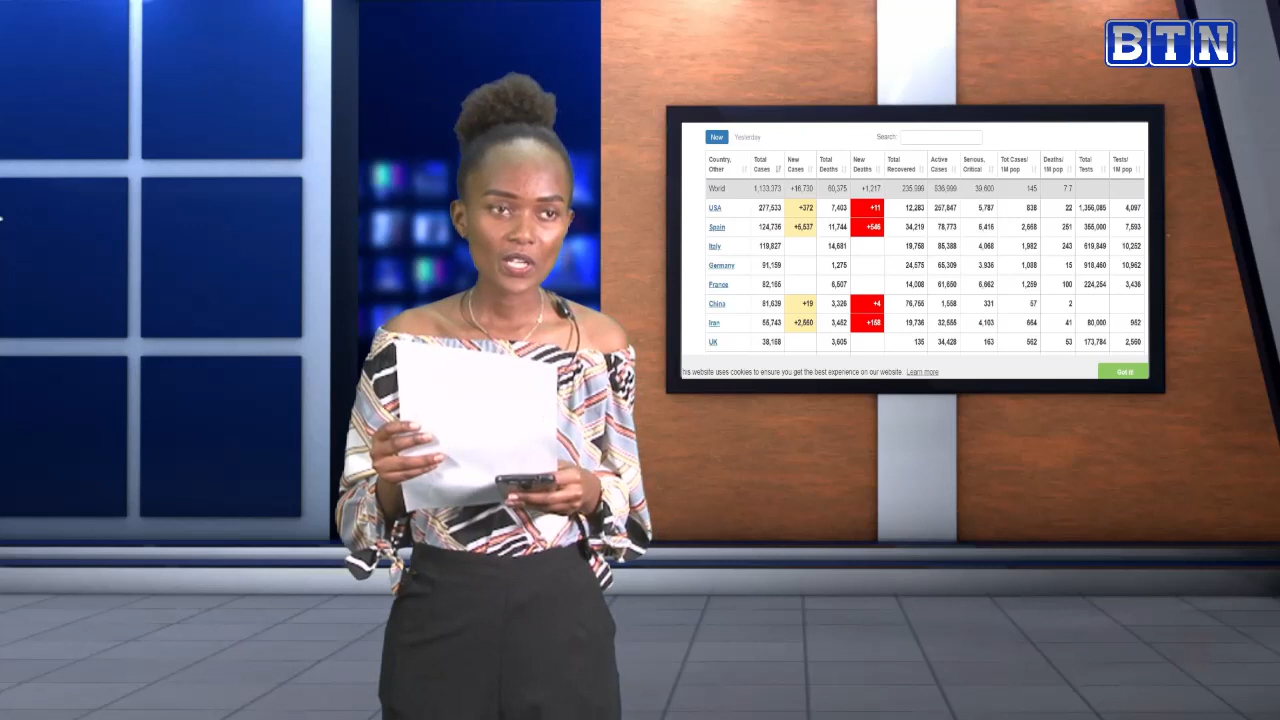 BTN
Now Yesterday Search:
Country, Other Total Cases New Cases Total Deaths New Deaths Total Recovered Active Cases Serious, Critical Tot Cases/ 1M pop Deaths/ 1M pop Total Tests Tests/ 1M pop
World 1,133,373 +16,730 60,375 +1,217 235,999 836,999 39,600 145 7.7
USA 277,533 +372 7,403 +11 12,283 257,847 5,787 838 22 1,356,085 4,097
Spain 124,736 +5,537 11,744 +546 34,219 78,773 6,416 2,668 251 355,000 7,593
Italy 119,827 14,681 19,758 85,388 4,068 1,982 243 619,849 10,252
Germany 91,159 1,275 24,575 65,309 3,936 1,088 15 918,460 10,962
France 82,165 6,507 14,008 61,650 6,662 1,259 100 224,254 3,436
China 81,639 +19 3,326 +4 76,755 1,558 331 57 2
Iran 55,743 +2,560 3,452 +158 19,736 32,555 4,103 664 41 80,000 952
UK 38,168 3,605 135 34,428 163 562 53 173,784 2,560
his website uses cookies to ensure you get the best experience on our website. Learn more Got it!